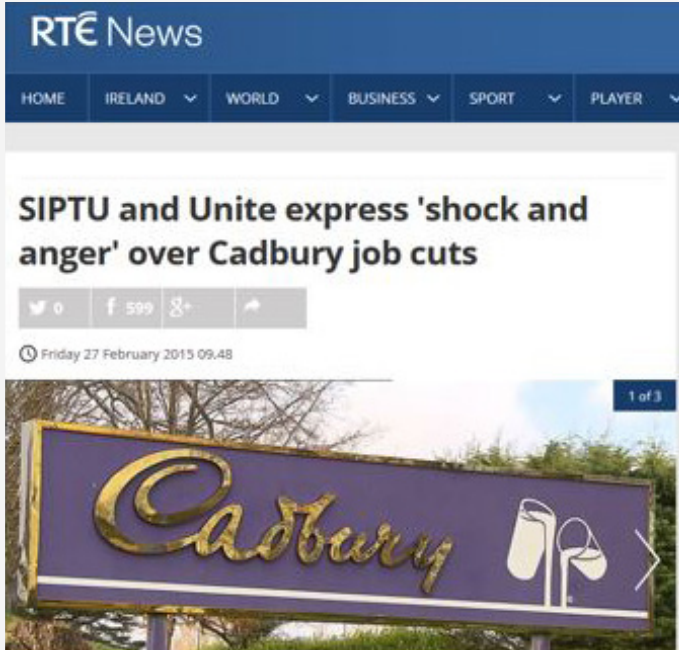 RTÉ News
HOME IRELAND WORLD BUSINESS SPORT PLAYER
SIPTU and Unite express 'shock and
anger' over Cadbury job cuts
0 f 599 g+
Friday 27 February 2015 09.48
1 of 3
Cadbury